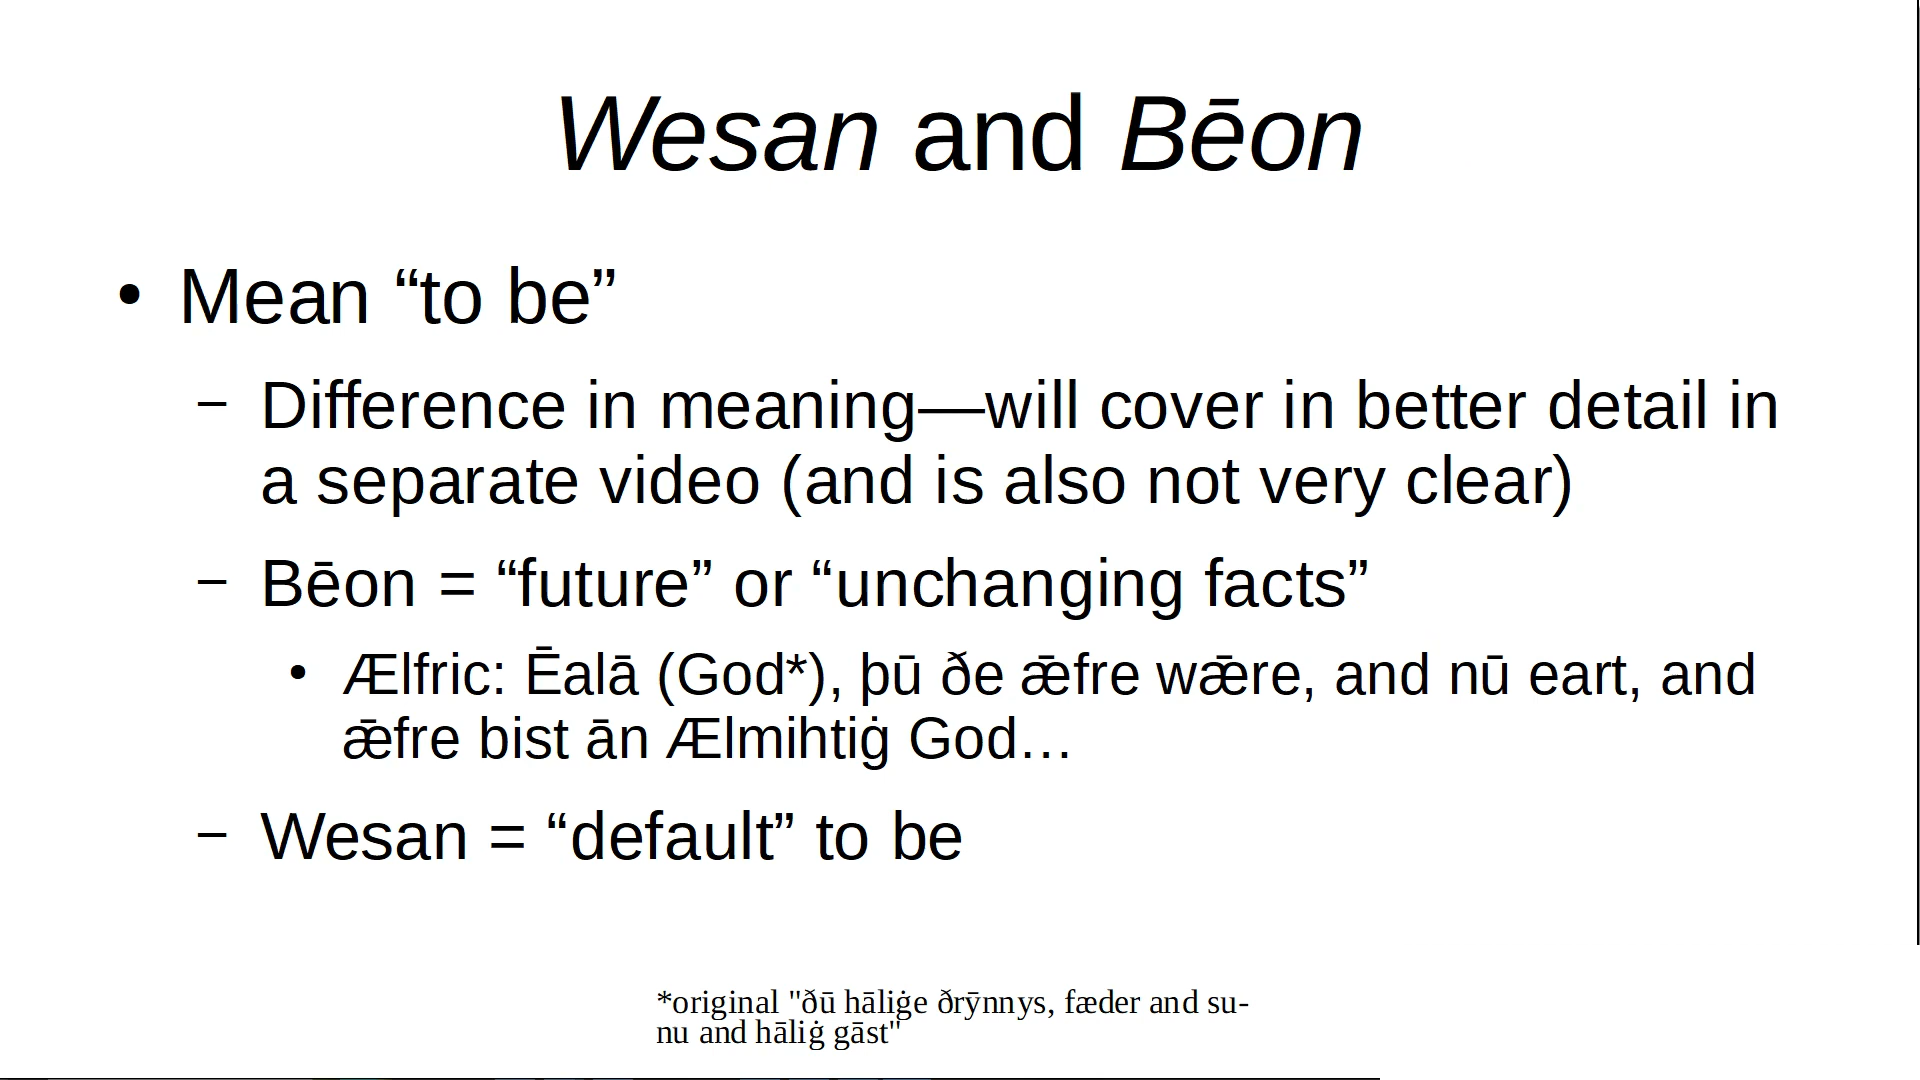 Wesan and Bēon
• Mean “to be”
– Difference in meaning—will cover in better detail in
a separate video (and is also not very clear)
– Bēon = “future” or “unchanging facts”
• Ælfric: Ēalā (God*), þū ðe ǣfre wǣre, and nū eart, and
ǣfre bist ān Ælmihtiġ God…
– Wesan = “default” to be
*original "ðū hāliġe ðrȳnnys, fæder and su-
nu and hāliġ gāst"